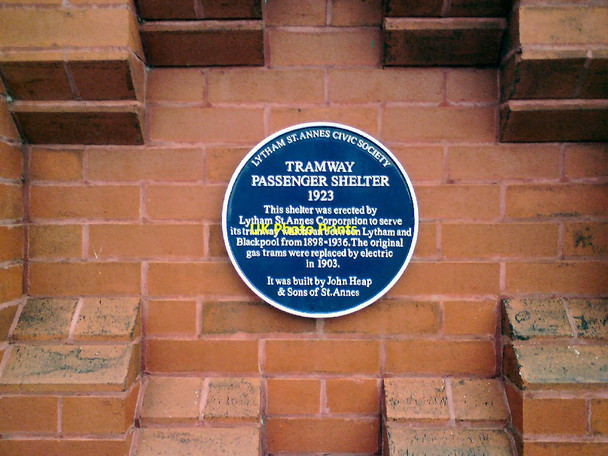 LYTHAM ST. ANNES CIVIC SOCIETY
TRAMWAY
PASSENGER SHELTER
1923
This shelter was erected by
Lytham St. Annes Corporation to serve
its tramway between Lytham and
UK Photo Prints
Blackpool from 1898•1936. The original
gas trams were replaced by electric
in 1903.
It was built by John Heap
& Sons of St. Annes